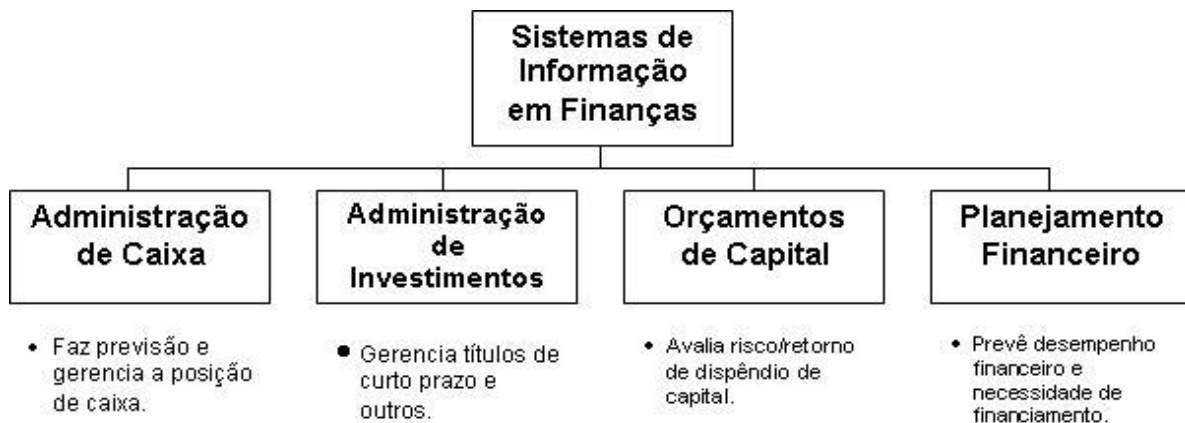 Sistemas de
Informação
em Finanças
Administração
de Caixa
Administração
de
Investimentos
Orçamentos
de Capital
Planejamento
Financeiro
• Faz previsão e
gerencia a posição
de caixa.
• Gerencia títulos de
curto prazo e
outros.
• Avalia risco/retorno
de dispêndio de
capital.
• Prevê desempenho
financeiro e
necessidade de
financiamento.